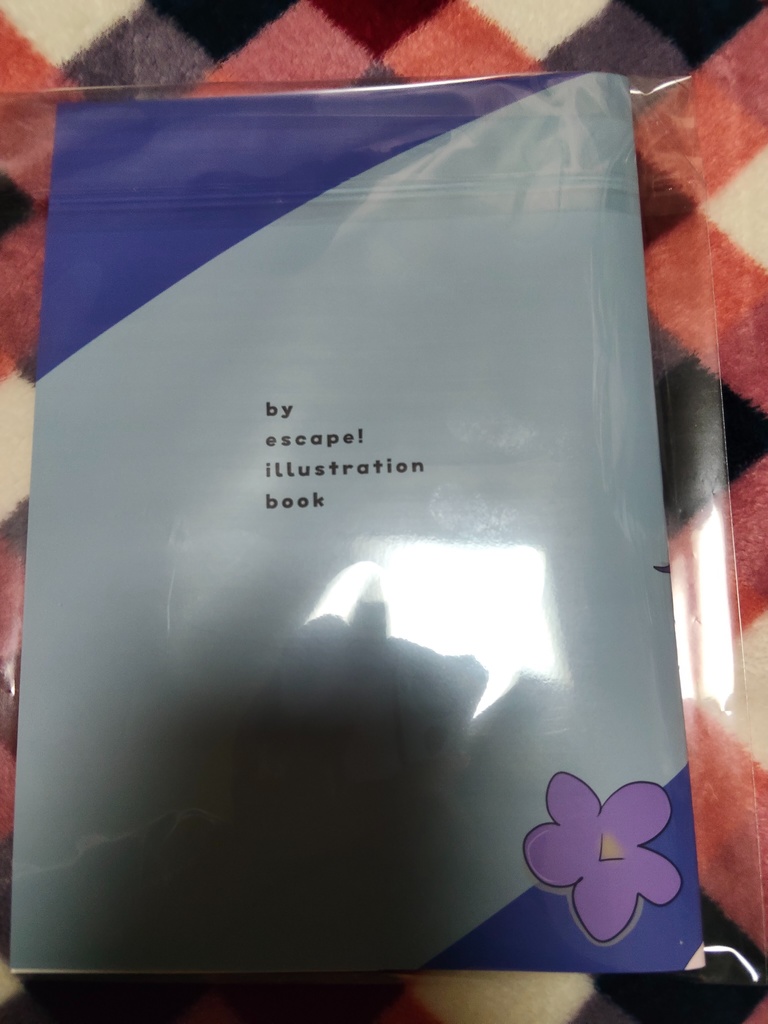 by
escape!
illustration
book